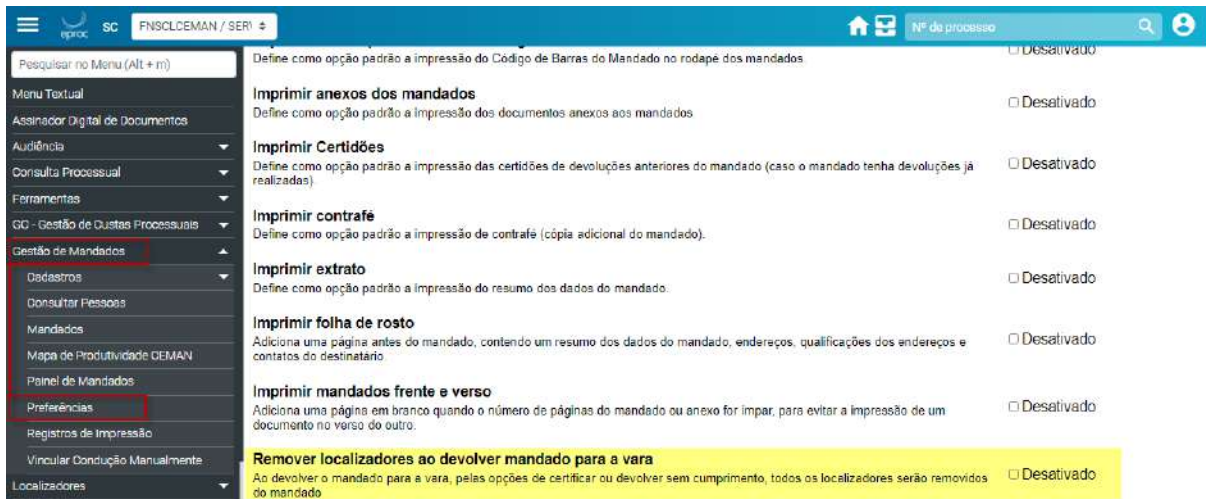 eproc
SC
FNSCLCEMAN / SER
Nº de processo
Pesquisar no Menu (Alt + m)
Menu Textual
Assinador Digital de Documentos
Audiência
Consulta Processual
Ferramentas
GC - Gestão de Custas Processuais
Gestão de Mandados
Cadastros
Consultar Pessoas
Mandados
Mapa de Produtividade CEMAN
Painel de Mandados
Preferências
Registros de Impressão
Vincular Condução Manualmente
Localizadores
Define como opção padrão a impressão do Código de Barras do Mandado no rodapé dos mandados
Desativado
Imprimir anexos dos mandados
Define como opção padrão a impressão dos documentos anexos aos mandados
Desativado
Imprimir Certidões
Define como opção padrão a impressão das certidões de devoluções anteriores do mandado (caso o mandado tenha devoluções já
realizadas).
Desativado
Imprimir contrafé
Define como opção padrão a impressão de contrafé (cópia adicional do mandado).
Desativado
Imprimir extrato
Define como opção padrão a impressão do resumo dos dados do mandado.
Desativado
Imprimir folha de rosto
Adiciona uma página antes do mandado, contendo um resumo dos dados do mandado, endereços, qualificações dos endereços e
contatos do destinatário.
Desativado
Imprimir mandados frente e verso
Adiciona uma página em branco quando o número de páginas do mandado ou anexo for ímpar, para evitar a impressão de um
documento no verso do outro.
Desativado
Remover localizadores ao devolver mandado para a vara
Ao devolver o mandado para a vara, pelas opções de certificar ou devolver sem cumprimento, todos os localizadores serão removidos
do mandado
Desativado